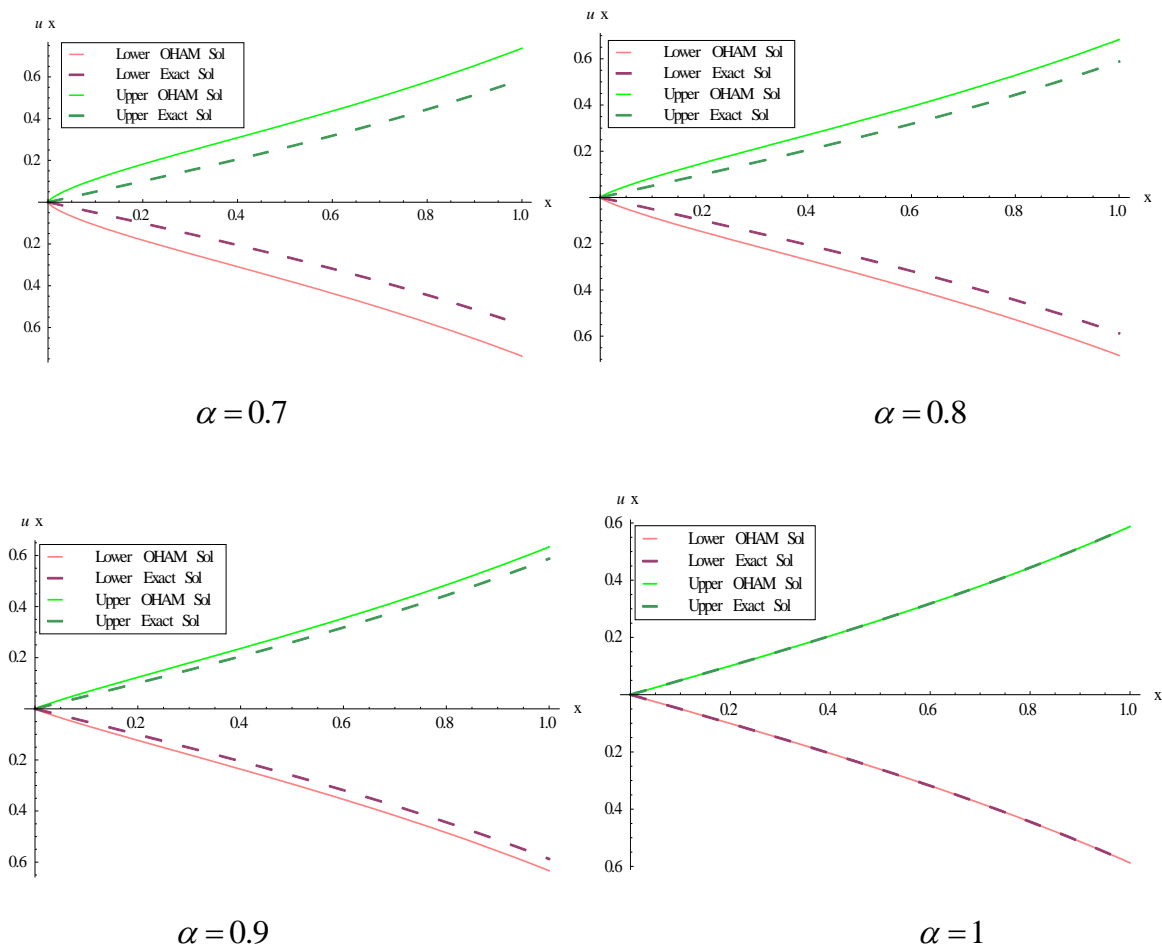 u x
Lower OHAM Sol
Lower Exact Sol
Upper OHAM Sol
Upper Exact Sol
0.6
0.4
0.2
0.2 0.4 0.6 0.8 1.0 x
0.2
0.4
0.6
α = 0.7
u x
Lower OHAM Sol
Lower Exact Sol
Upper OHAM Sol
Upper Exact Sol
0.6
0.4
0.2
0.2 0.4 0.6 0.8 1.0 x
0.2
0.4
0.6
α = 0.8
u x
Lower OHAM Sol
Lower Exact Sol
Upper OHAM Sol
Upper Exact Sol
0.6
0.4
0.2
0.2 0.4 0.6 0.8 1.0 x
0.2
0.4
0.6
α = 0.9
u x
Lower OHAM Sol
Lower Exact Sol
Upper OHAM Sol
Upper Exact Sol
0.6
0.4
0.2
0.2 0.4 0.6 0.8 1.0 x
0.2
0.4
0.6
α = 1